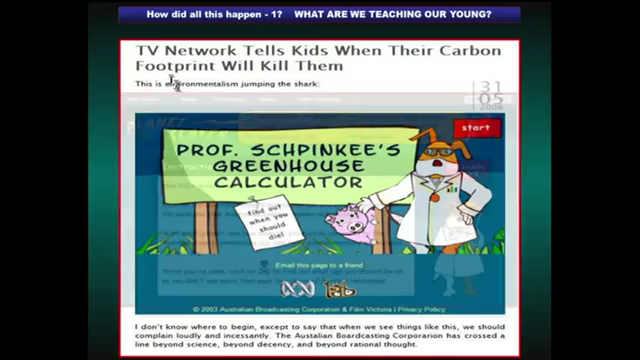 How did all this happen - 1? WHAT ARE WE TEACHING OUR YOUNG?
TV Network Tells Kids When Their Carbon
Footprint Will Kill Them
This is environmentalism jumping the shark:
31
05
2008
start
PROF. SCHPINKEE'S
GREENHOUSE
CALCULATOR
find out
when you
should
die!
Email this page to a friend
ABC lab
© 2003 Australian Broadcasting Corporation & Film Victoria | Privacy Policy
I don't know where to begin, except to say that when we see things like this, we should
complain loudly and incessantly. The Austalian Boardcasting Corporarion has crossed a
line beyond science, beyond decency, and beyond rational thought.